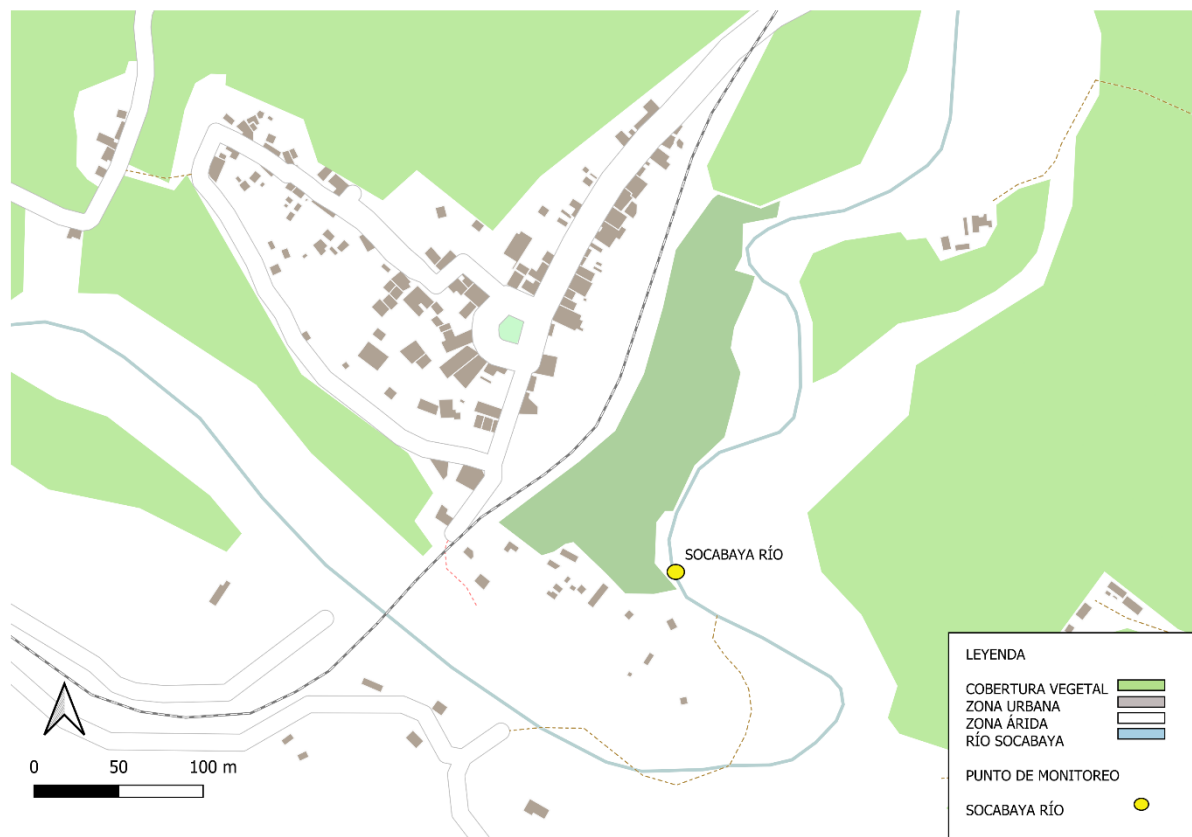 SOCABAYA RÍO
LEYENDA
COBERTURA VEGETAL
ZONA URBANA
ZONA ÁRIDA
RÍO SOCABAYA
PUNTO DE MONITOREO
SOCABAYA RÍO
0 50 100 m